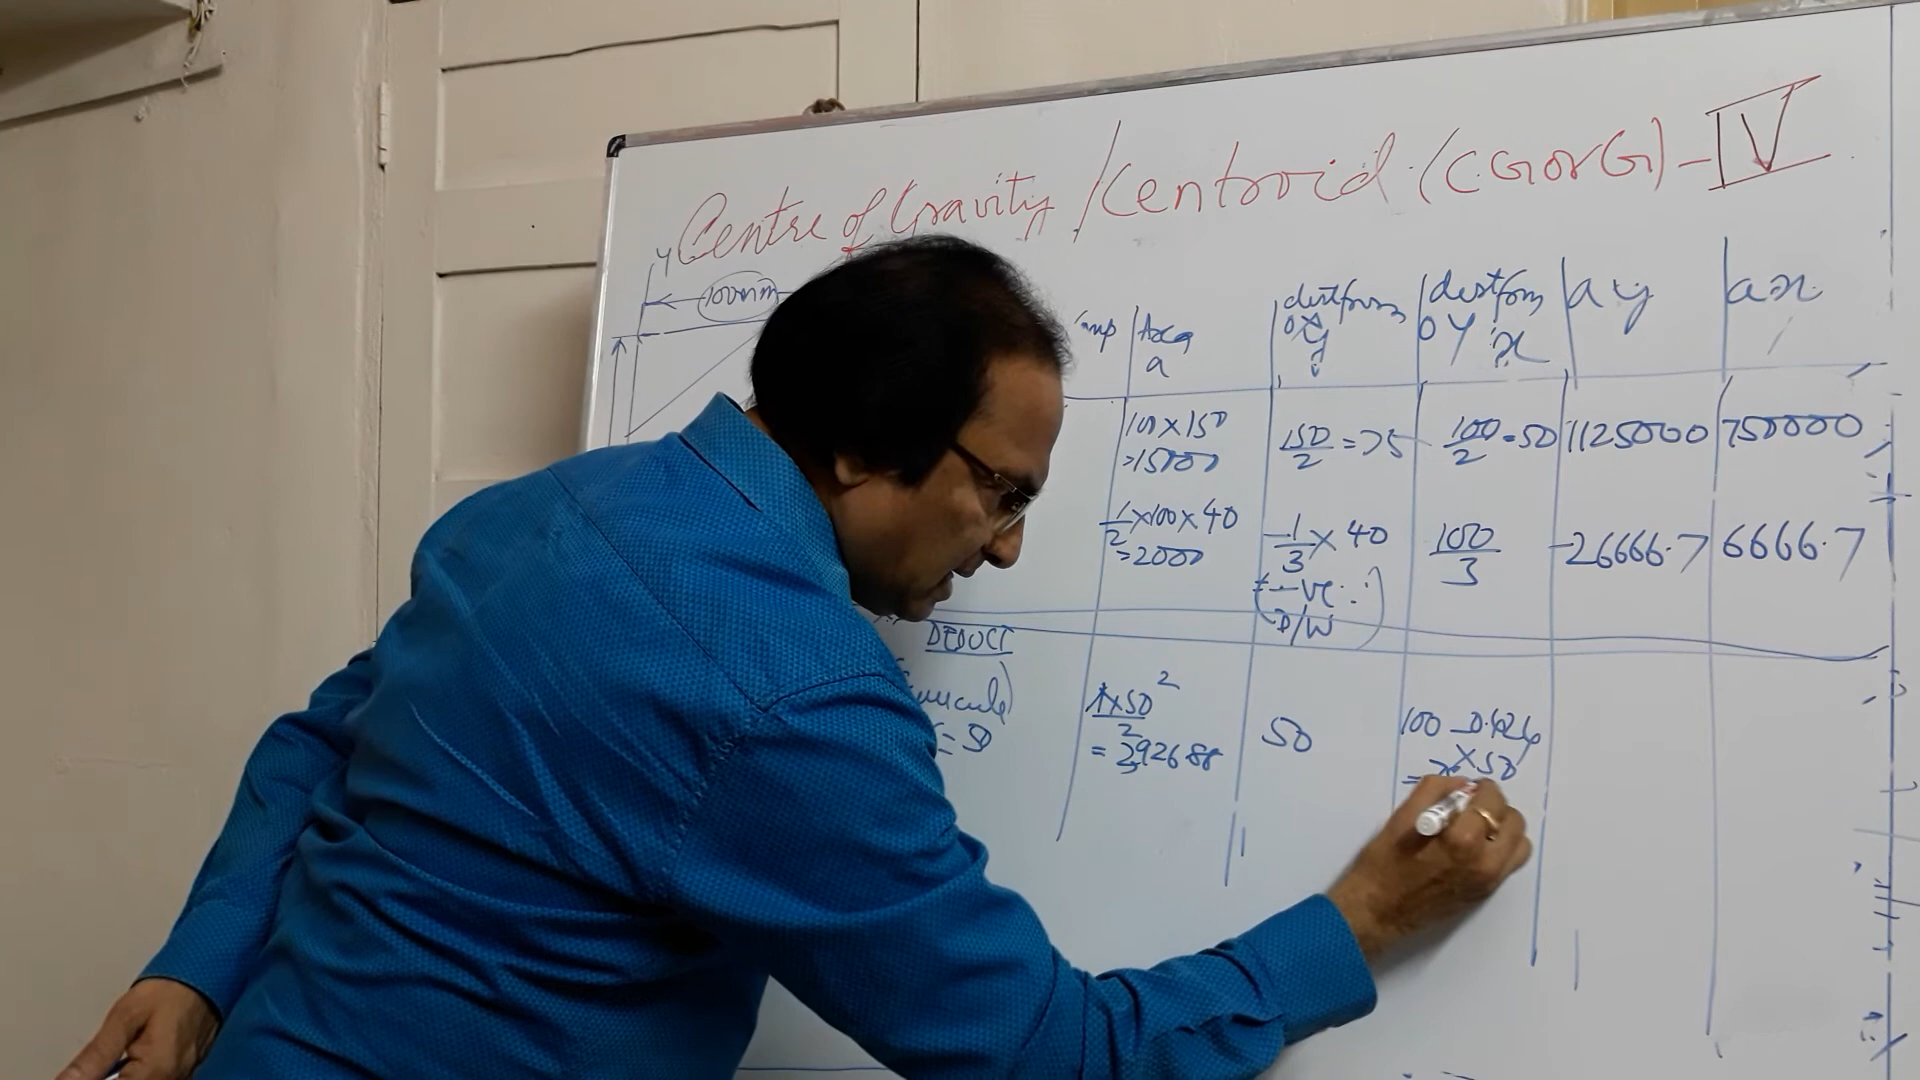 Centre of Gravity/Centroid (C.G or G) - IV
Y
100mm
Area
a
dist from
OX
y
dist from
OY x
ay
ax
100×150
=15000
150/2 = 75
100/2 = 50
1125000
750000
1/2×100×40
=2000
-1/3 × 40
100/3
-26666.7
6666.7
(-ve ∵
D/W)
DEDUCT
= 50
×50²
2
50
100 - 0.424
×50